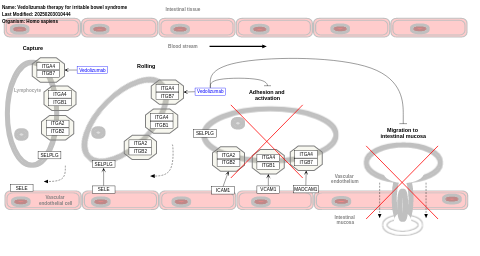 Name: Vedolizumab therapy for irritable bowel syndrome
Last Modified: 20250203010444
Organism: Homo sapiens
Intestinal tissue
Blood stream
Capture
ITGA4
ITGB7
Vedolizumab
Lymphocyte
ITGA4
ITGB1
ITGA2
ITGB2
SELPLG
SELE
Vascular
endothelial cell
Rolling
ITGA4
ITGB7
Vedolizumab
ITGA4
ITGB1
ITGA2
ITGB2
SELPLG
SELE
Adhesion and
activation
SELPLG
ITGA2
ITGB2
ITGA4
ITGB1
ITGA4
ITGB7
ICAM1
VCAM1
MADCAM1
Migration to
intestinal mucosa
Vascular
endothelium
Intestinal
mucosa